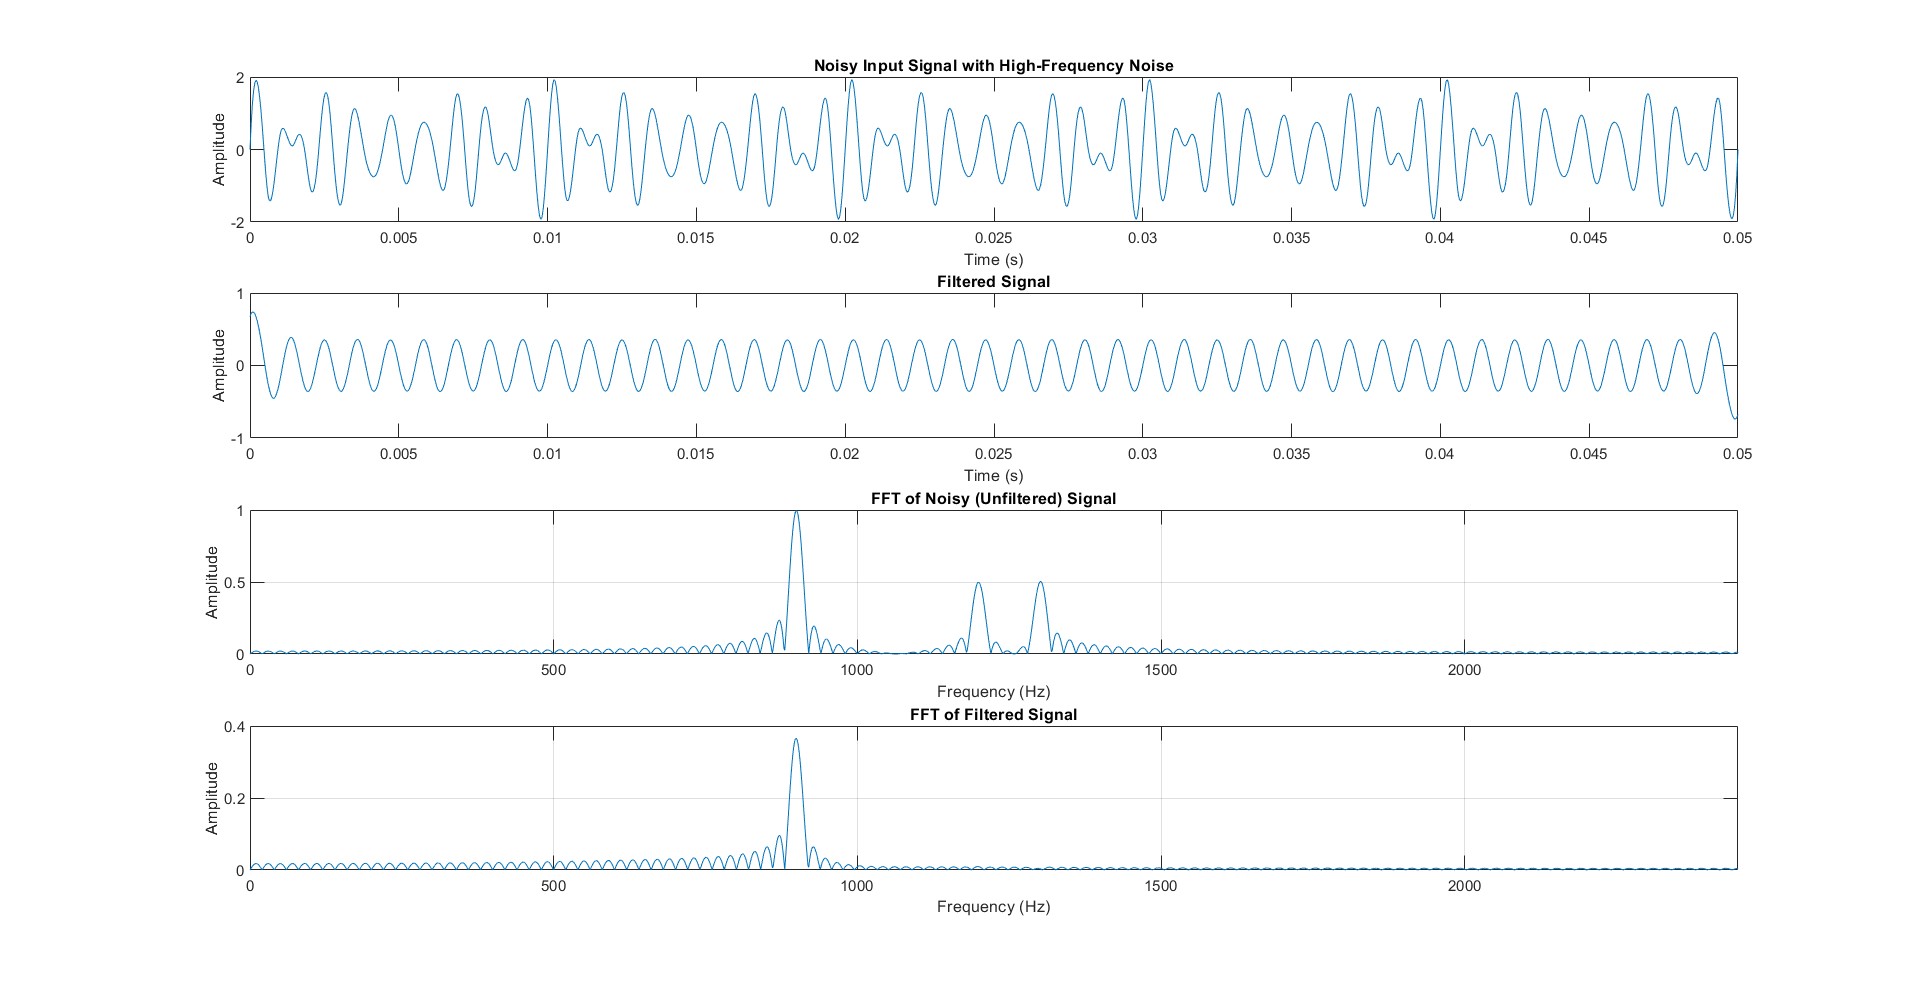 Noisy Input Signal with High-Frequency Noise
Amplitude
2
0
-2
0 0.005 0.01 0.015 0.02 0.025 0.03 0.035 0.04 0.045 0.05
Time (s)
Filtered Signal
Amplitude
1
0
-1
0 0.005 0.01 0.015 0.02 0.025 0.03 0.035 0.04 0.045 0.05
Time (s)
FFT of Noisy (Unfiltered) Signal
Amplitude
1
0.5
0
0 500 1000 1500 2000
Frequency (Hz)
FFT of Filtered Signal
Amplitude
0.4
0.2
0
0 500 1000 1500 2000
Frequency (Hz)